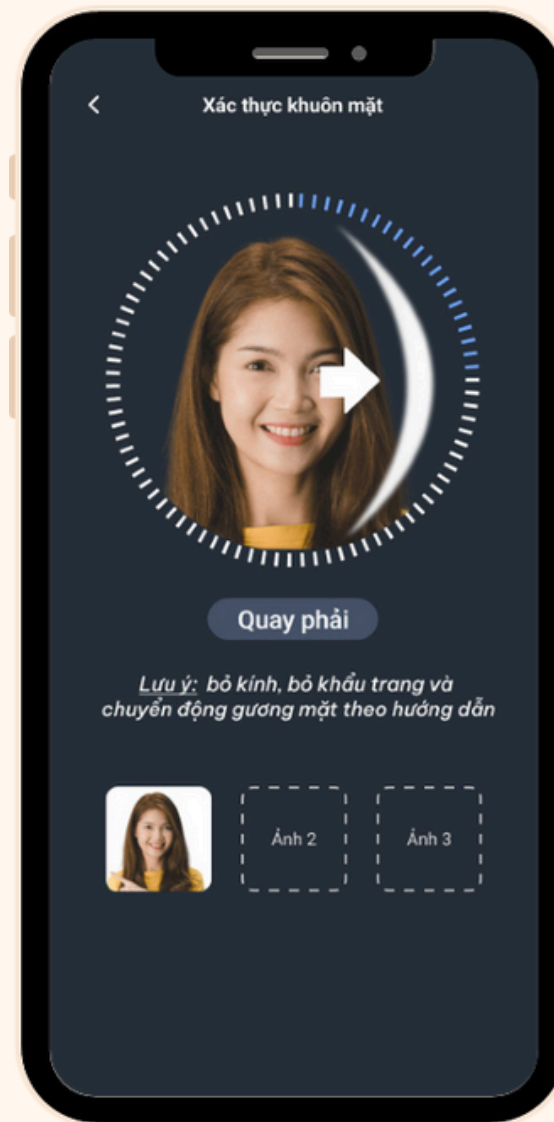 Xác thực khuôn mặt
Quay phải
Lưu ý: bỏ kính, bỏ khẩu trang và
chuyển động gương mặt theo hướng dẫn
Ảnh 2
Ảnh 3